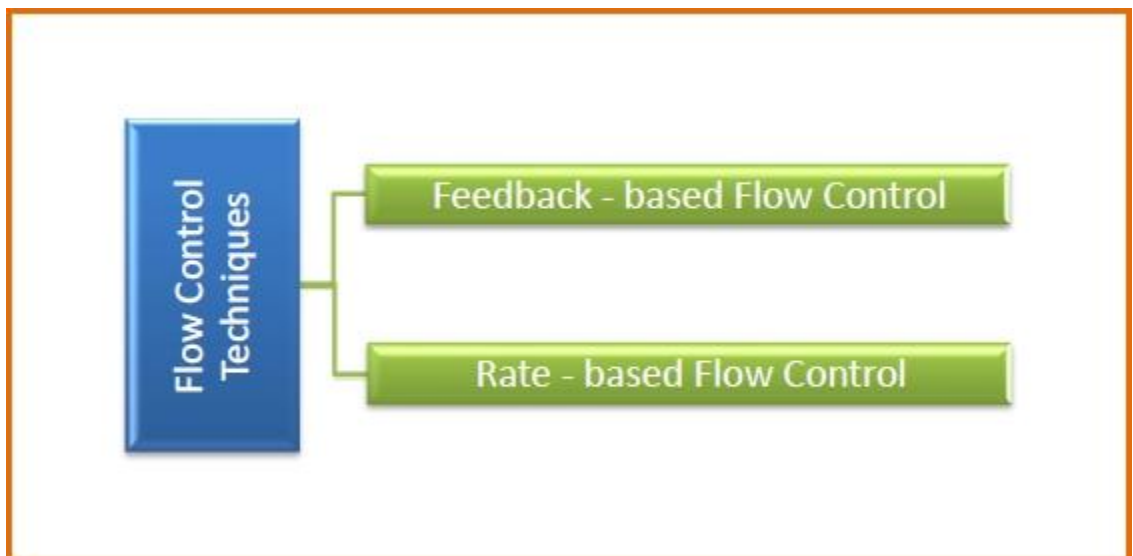 Flow Control
Techniques
Feedback - based Flow Control
Rate - based Flow Control